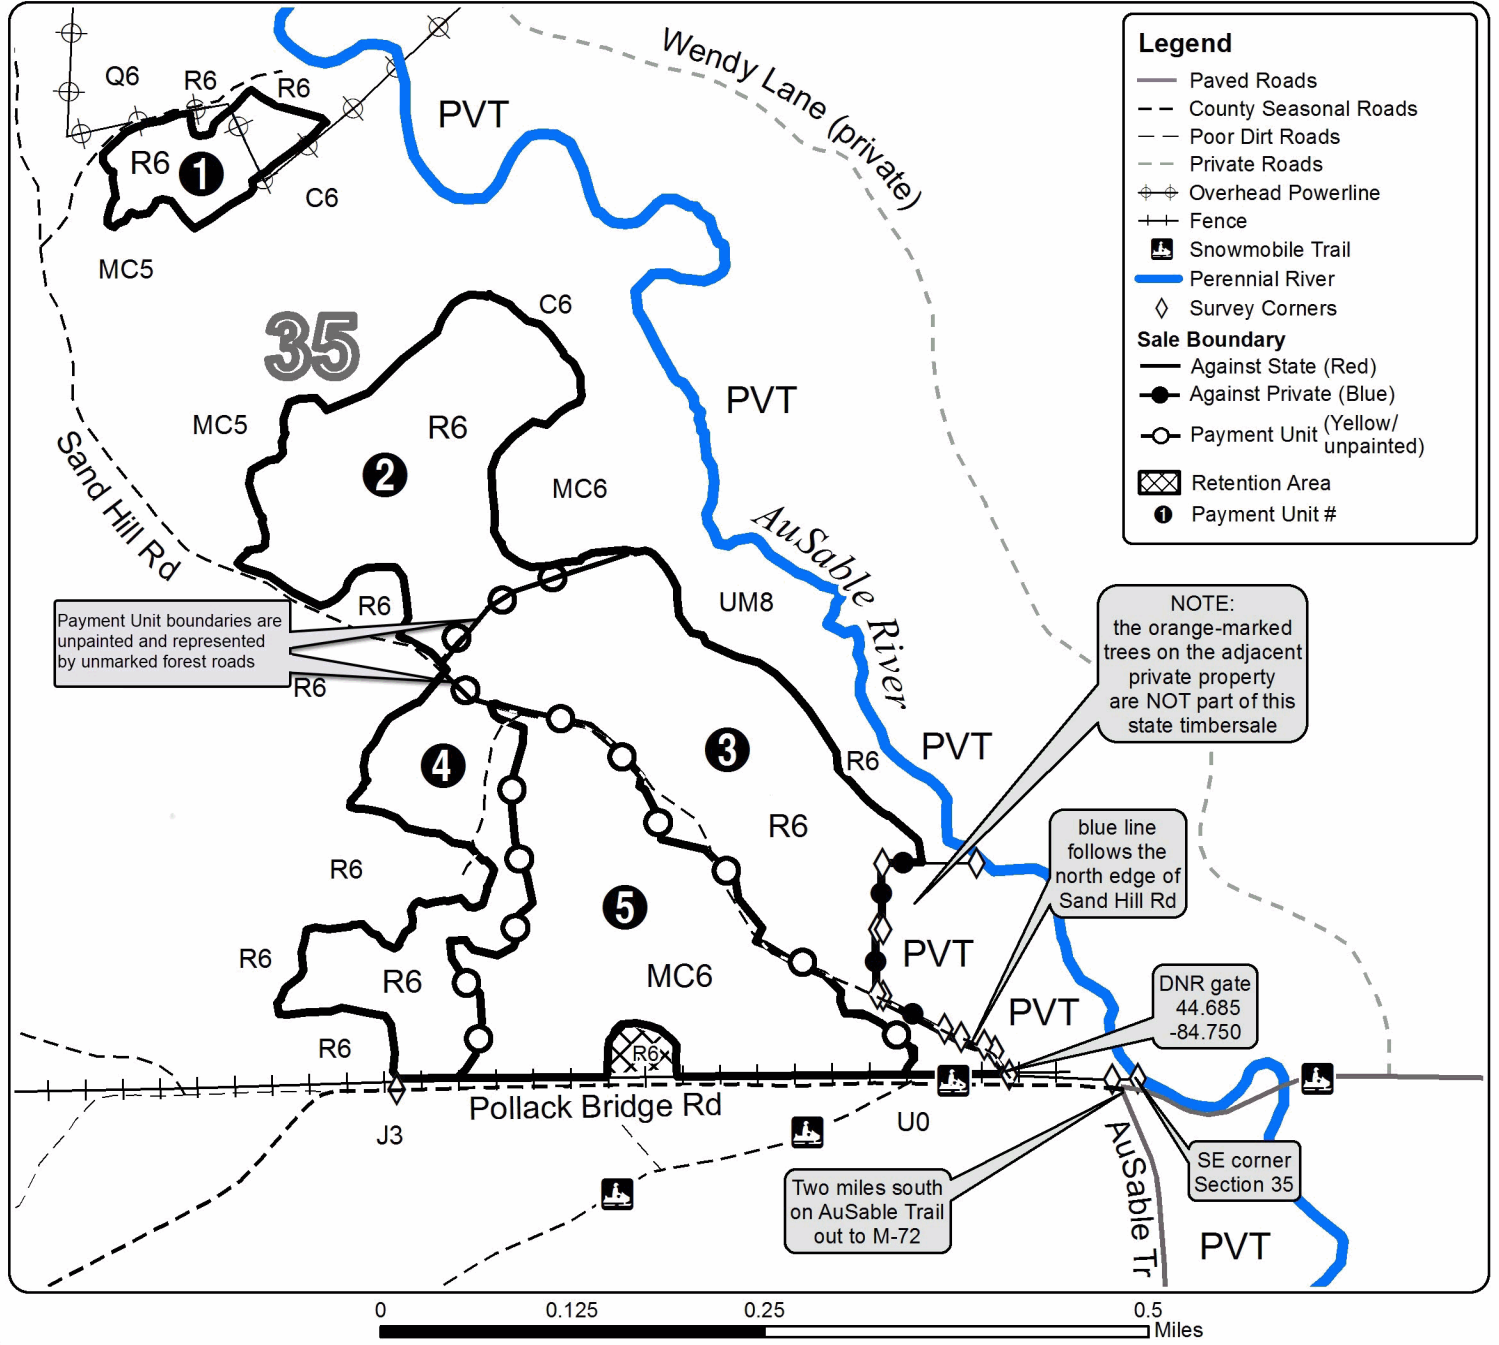 Legend
Paved Roads
County Seasonal Roads
Poor Dirt Roads
Private Roads
Overhead Powerline
Fence
Snowmobile Trail
Perennial River
Survey Corners
Sale Boundary
Against State (Red)
Against Private (Blue)
Payment Unit (Yellow/
unpainted)
Retention Area
1 Payment Unit #
Wendy Lane (private)
Q6
R6
R6
PVT
R6
1
C6
MC5
C6
35
PVT
MC5
R6
2
MC6
Sand Hill Rd
AuSable River
R6
UM8
Payment Unit boundaries are
unpainted and represented
by unmarked forest roads
R6
NOTE:
the orange-marked
trees on the adjacent
private property
are NOT part of this
state timbersale
PVT
3
R6
4
R6
blue line
follows the
north edge of
Sand Hill Rd
R6
5
PVT
R6
R6
MC6
PVT
DNR gate
44.685
-84.750
R6
R6
Pollack Bridge Rd
J3
U0
AuSable Tr
SE corner
Section 35
Two miles south
on AuSable Trail
out to M-72
PVT
0
0.125
0.25
0.5
Miles